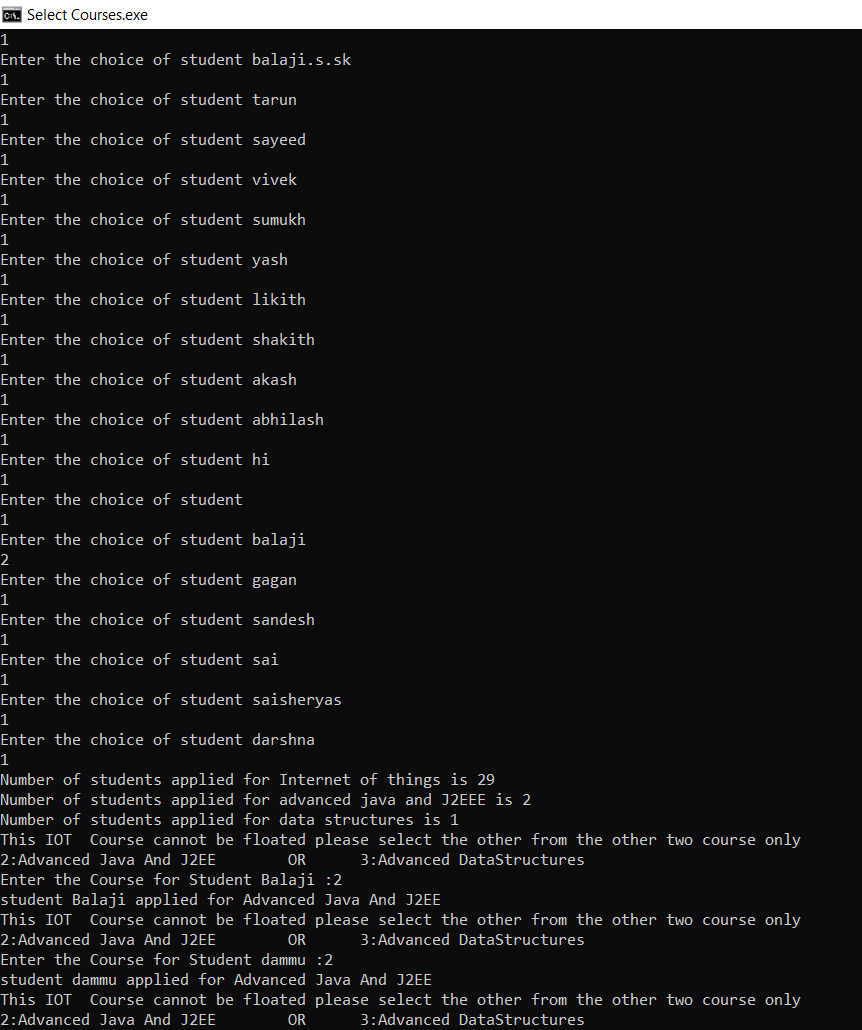 Select Courses.exe
1
Enter the choice of student balaji.s.sk
1
Enter the choice of student tarun
1
Enter the choice of student sayeed
1
Enter the choice of student vivek
1
Enter the choice of student sumukh
1
Enter the choice of student yash
1
Enter the choice of student likith
1
Enter the choice of student shakith
1
Enter the choice of student akash
1
Enter the choice of student abhilash
1
Enter the choice of student hi
1
Enter the choice of student
1
Enter the choice of student balaji
2
Enter the choice of student gagan
1
Enter the choice of student sandesh
1
Enter the choice of student sai
1
Enter the choice of student saisheryas
1
Enter the choice of student darshna
1
Number of students applied for Internet of things is 29
Number of students applied for advanced java and J2EEE is 2
Number of students applied for data structures is 1
This IOT  Course cannot be floated please select the other from the other two course only
2:Advanced Java And J2EE        OR      3:Advanced DataStructures
Enter the Course for Student Balaji :2
student Balaji applied for Advanced Java And J2EE
This IOT  Course cannot be floated please select the other from the other two course only
2:Advanced Java And J2EE        OR      3:Advanced DataStructures
Enter the Course for Student dammu :2
student dammu applied for Advanced Java And J2EE
This IOT  Course cannot be floated please select the other from the other two course only
2:Advanced Java And J2EE        OR      3:Advanced DataStructures